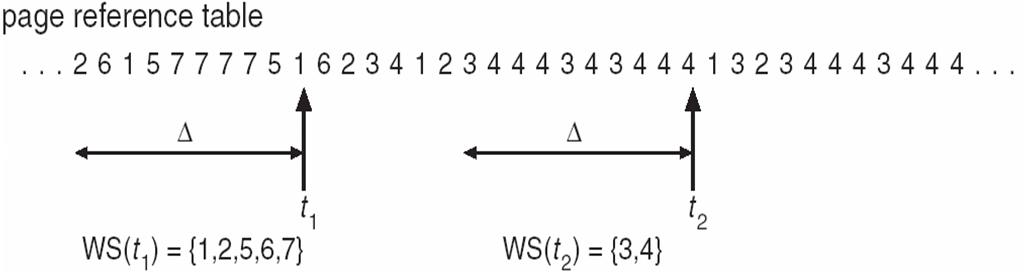 page reference table
. . . 2 6 1 5 7 7 7 7 5 1 6 2 3 4 1 2 3 4 4 4 3 4 3 4 4 4 1 3 2 3 4 4 4 3 4 4 4 . . .
Δ Δ
t1 t2
WS(t1) = {1,2,5,6,7} WS(t2) = {3,4}